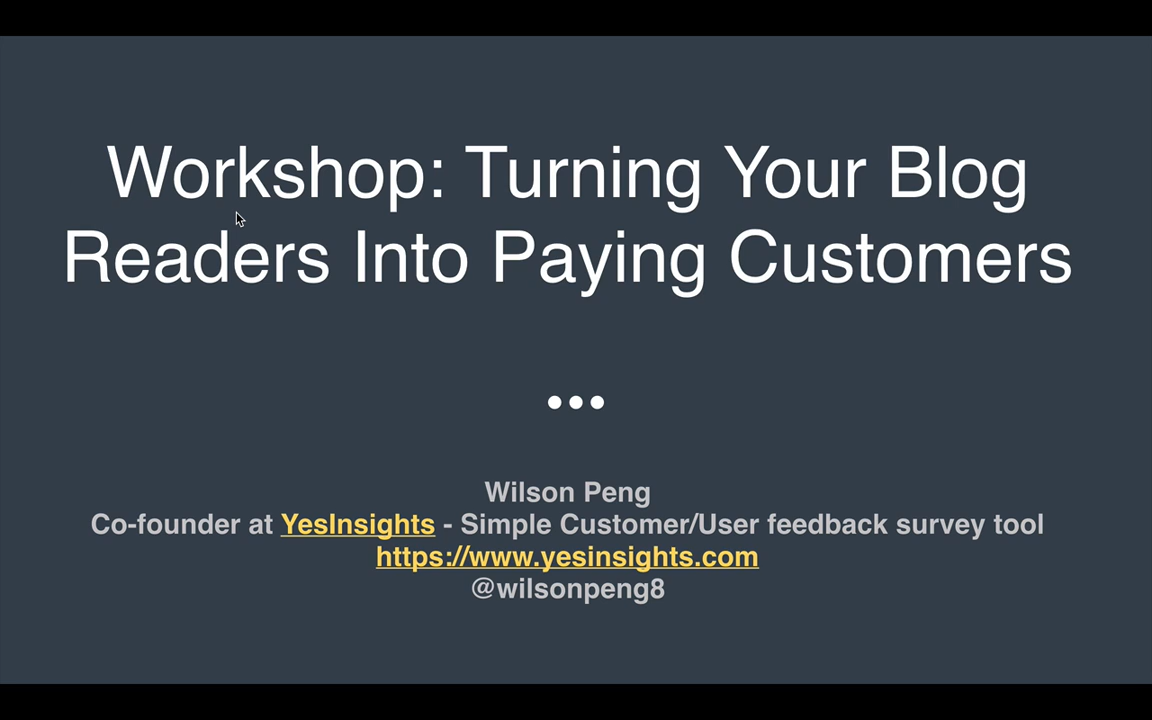 Workshop: Turning Your Blog
Readers Into Paying Customers
Wilson Peng
Co-founder at YesInsights - Simple Customer/User feedback survey tool
https://www.yesinsights.com
@wilsonpeng8